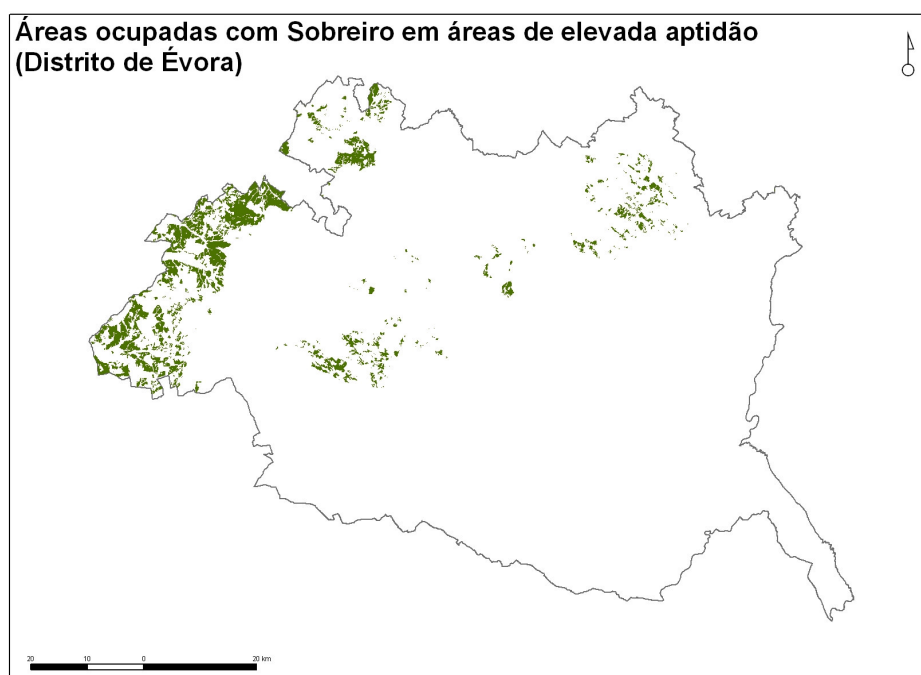 Áreas ocupadas com Sobreiro em áreas de elevada aptidão
(Distrito de Évora)
20 10 0 20 km